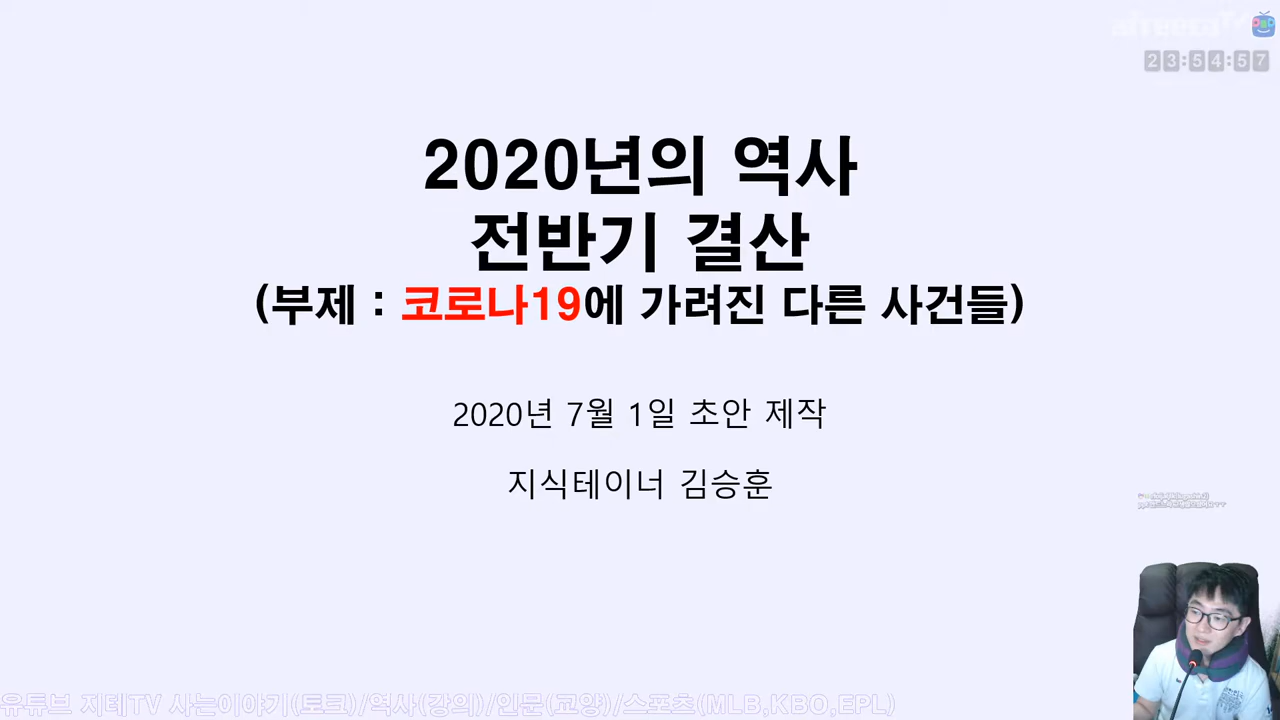 afreecaTV
23:54:57
2020년의 역사
전반기 결산
(부제 : 코로나19에 가려진 다른 사건들)
2020년 7월 1일 초안 제작
지식테이너 김승훈
유튜브 지테TV 사는이야기(토크)/역사(강의)/인문(교양)/스포츠(MLB,KBO,EPL)